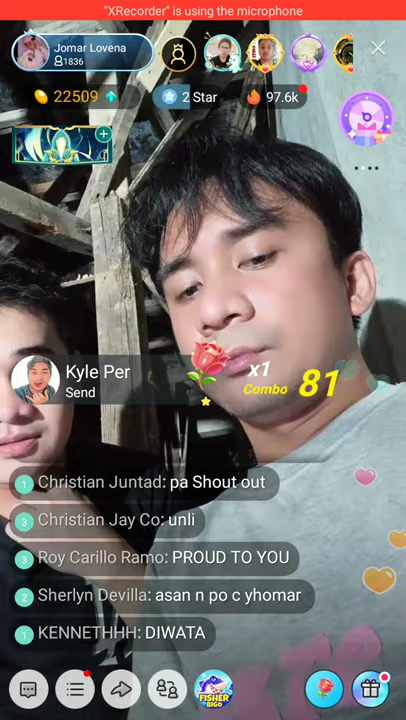 "XRecorder" is using the microphone
Jomar Lovena
1836
22509
2 Star
97.6k
Kyle Per
Send
x1
Combo 81
1 Christian Juntad: pa Shout out
3 Christian Jay Co: unli
3 Roy Carillo Ramo: PROUD TO YOU
2 Sherlyn Devilla: asan n po c yhomar
1 KENNETHHH: DIWATA
FISHER
BIGO